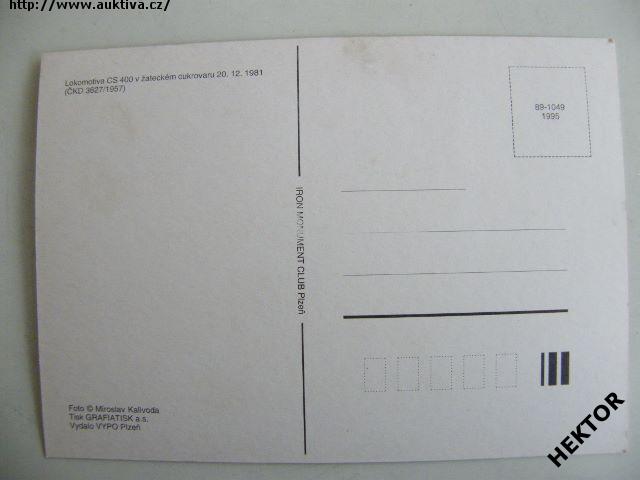 http://www.auktiva.cz/
Lokomotiva CS 400 v žateckém cukrovaru 20. 12. 1981
(ČKD 3627/1957)
89-1049
1995
IRON MONUMENT CLUB Plzeň
Foto © Miroslav Kalivoda
Tisk GRAFIATISK a.s.
Vydalo VYPO Plzeň
HEKTOR